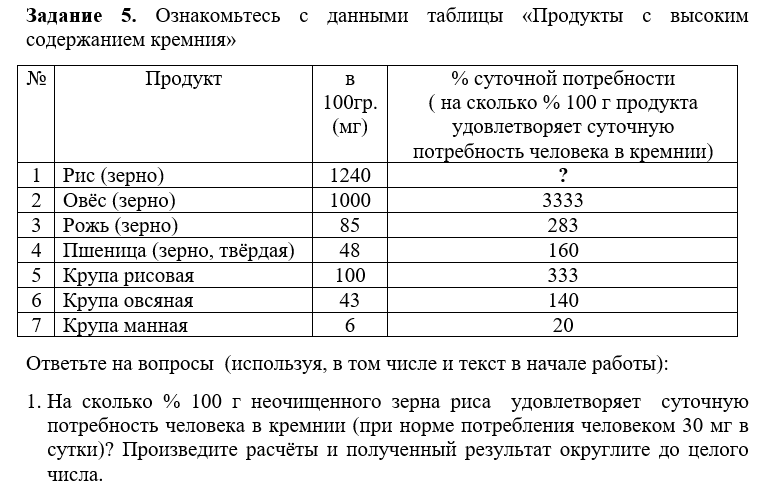 Задание 5. Ознакомьтесь с данными таблицы «Продукты с высоким
содержанием кремния»
№ Продукт в 100гр. (мг) % суточной потребности ( на сколько % 100 г продукта удовлетворяет суточную потребность человека в кремнии)
1 Рис (зерно) 1240 ?
2 Овёс (зерно) 1000 3333
3 Рожь (зерно) 85 283
4 Пшеница (зерно, твёрдая) 48 160
5 Крупа рисовая 100 333
6 Крупа овсяная 43 140
7 Крупа манная 6 20
Ответьте на вопросы (используя, в том числе и текст в начале работы):
1. На сколько % 100 г неочищенного зерна риса удовлетворяет суточную
потребность человека в кремнии (при норме потребления человеком 30 мг в
сутки)? Произведите расчёты и полученный результат округлите до целого
числа.